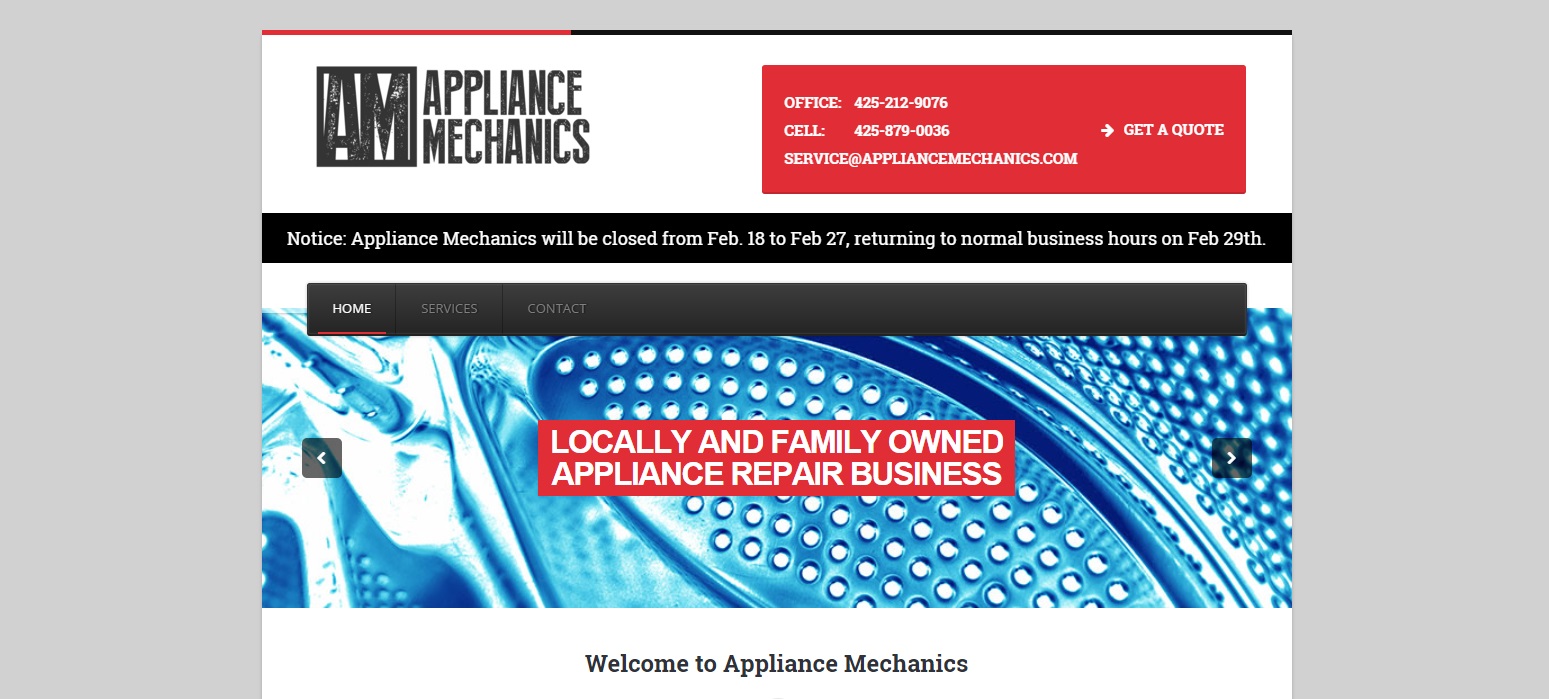 AM APPLIANCE
MECHANICS
OFFICE: 425-212-9076
CELL: 425-879-0036
SERVICE@APPLIANCEMECHANICS.COM
GET A QUOTE
Notice: Appliance Mechanics will be closed from Feb. 18 to Feb 27, returning to normal business hours on Feb 29th.
HOME SERVICES CONTACT
LOCALLY AND FAMILY OWNED
APPLIANCE REPAIR BUSINESS
Welcome to Appliance Mechanics